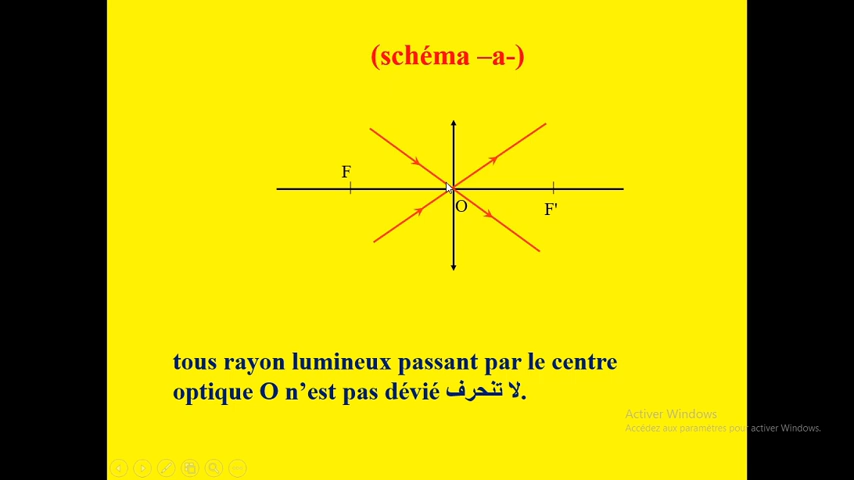 (schéma –a-)
F
O
F'
tous rayon lumineux passant par le centre
optique O n’est pas dévié لا تنحرف.
Activer Windows
Accédez aux paramètres pour activer Windows.